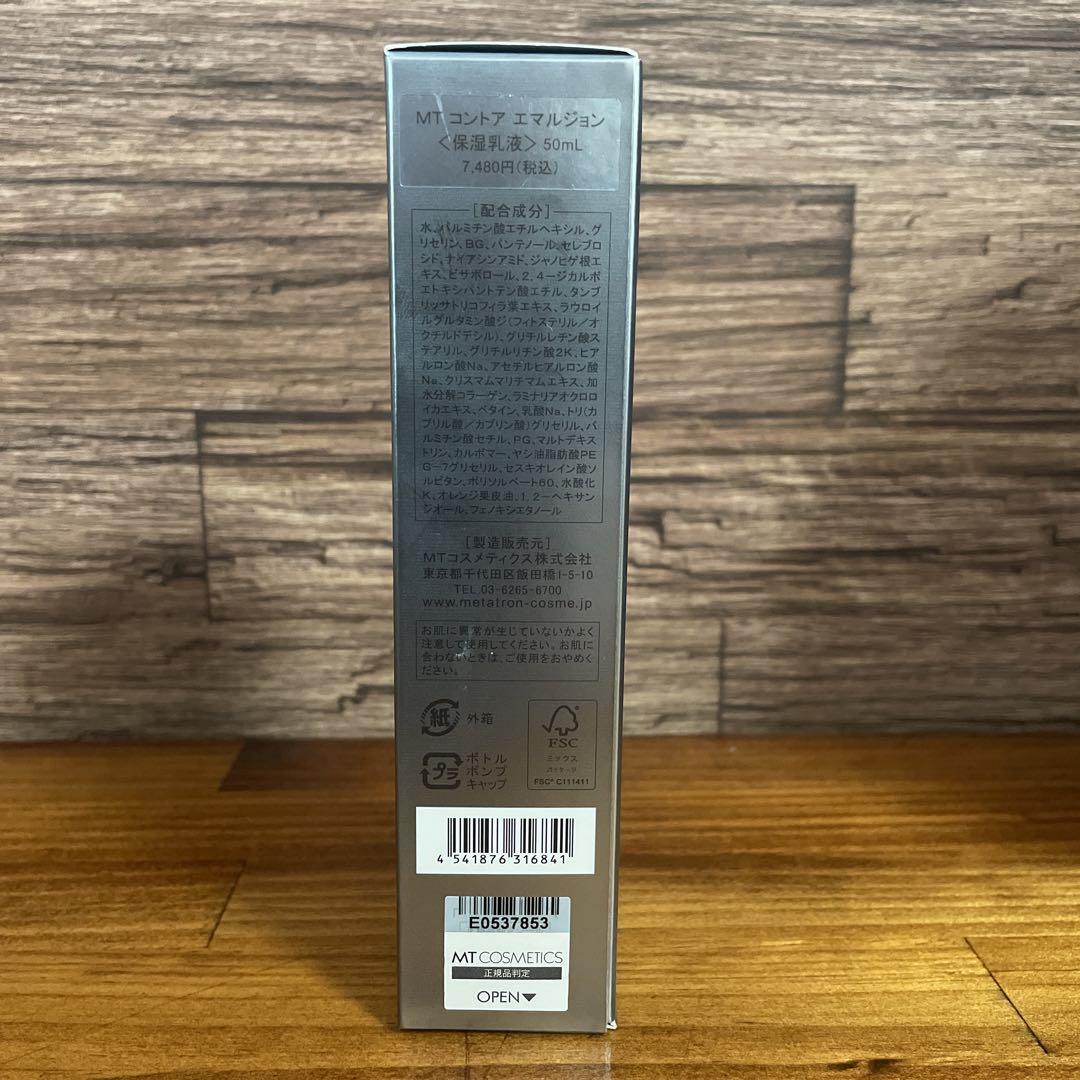 MT コントア エマルジョン
〈保湿乳液〉50mL
7,480円(税込)
[配合成分]
水、パルミチン酸エチルヘキシル、グ
リセリン、BG、パンテノール、セレブロ
シド、ナイアシンアミド、ジャノヒゲ根エ
キス、ビサボロール、2,4－ジカルボ
エトキシパントテン酸エチル、タンブ
リッサトリコフィラ葉エキス、ラウロイ
ルグルタミン酸ジ(フィトステリル／オ
クチルドデシル)、グリチルレチン酸ス
テアリル、グリチルリチン酸2K、ヒア
ルロン酸Na、アセチルヒアルロン酸
Na、クリスマムマリチマムエキス、加
水分解コラーゲン、ラミナリアオクロロ
イカエキス、ベタイン、乳酸Na、トリ(カ
プリル酸／カプリン酸)グリセリル、パ
ルミチン酸セチル、PG、マルトデキス
トリン、カルボマー、ヤシ油脂肪酸PE
G－7グリセリル、セスキオレイン酸ソ
ルビタン、ポリソルベート60、水酸化
K、オレンジ果皮油、1,2－ヘキサン
ジオール、フェノキシエタノール
[製造販売元]
MTコスメティクス株式会社
東京都千代田区飯田橋1-5-10
TEL.03-6265-6700
www.metatron-cosme.jp
お肌に異常が生じていないかよく
注意して使用してください。お肌に
合わないときは、ご使用をおやめく
ださい。
紙 外箱
プラ ボトル
ポンプ
キャップ
FSC
ミックス
パッケージ
FSC® C111411
4 541876 316841
E0537853
MT COSMETICS
正規品判定
OPEN▼